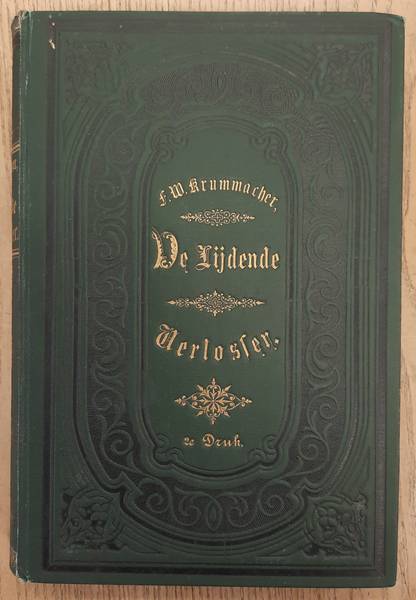 F. W. Krummacher,
De Lijdende
Verlosser.
2e Druk.